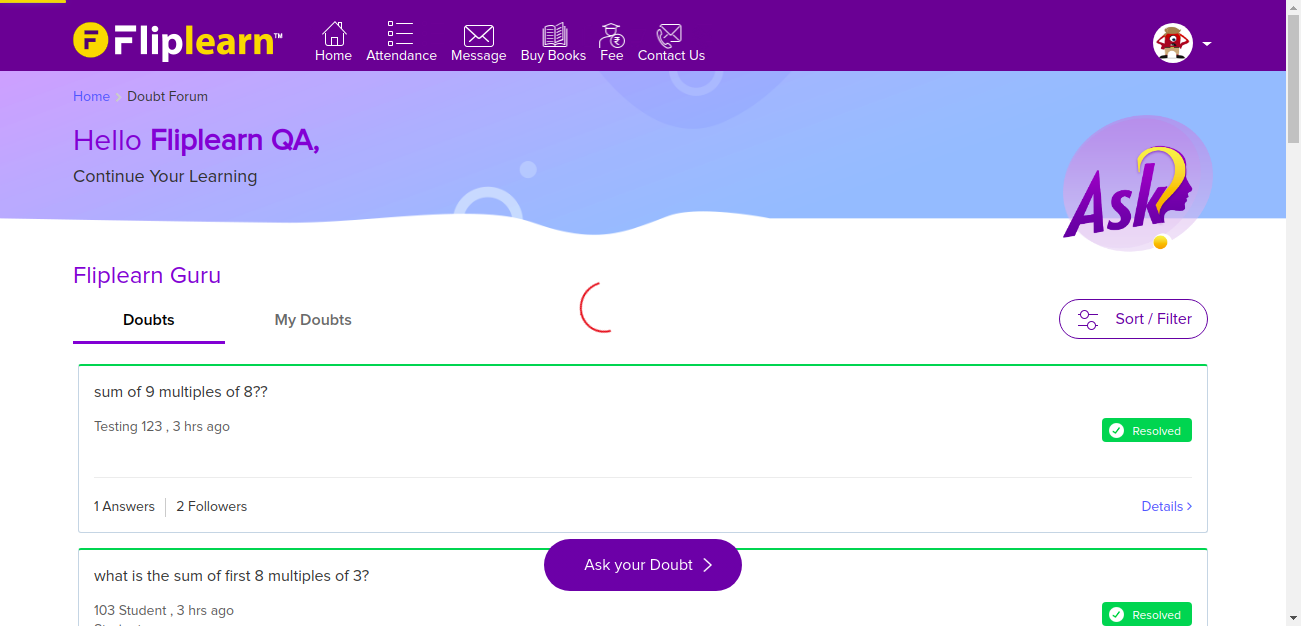 Fliplearn™
Home Attendance Message Buy Books Fee Contact Us
Home > Doubt Forum
Hello Fliplearn QA,
Continue Your Learning
Ask?
Fliplearn Guru
Doubts My Doubts
Sort / Filter
sum of 9 multiples of 8??
Testing 123 , 3 hrs ago
Resolved
1 Answers 2 Followers
Details >
Ask your Doubt >
what is the sum of first 8 multiples of 3?
103 Student , 3 hrs ago
Resolved